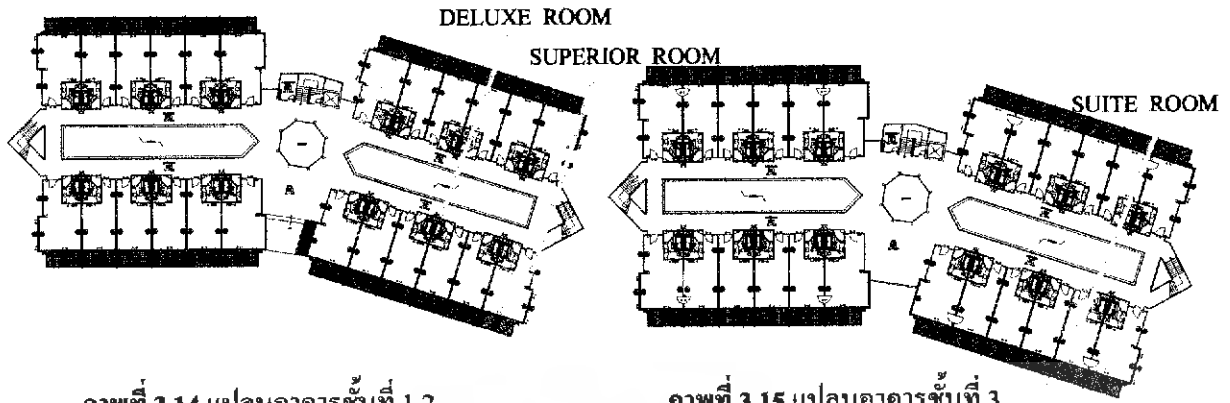 DELUXE ROOM
SUPERIOR ROOM
SUITE ROOM
ภาพที่ 3.14 แปลนอาคารชั้นที่ 1,2
ภาพที่ 3.15 แปลนอาคารชั้นที่ 3